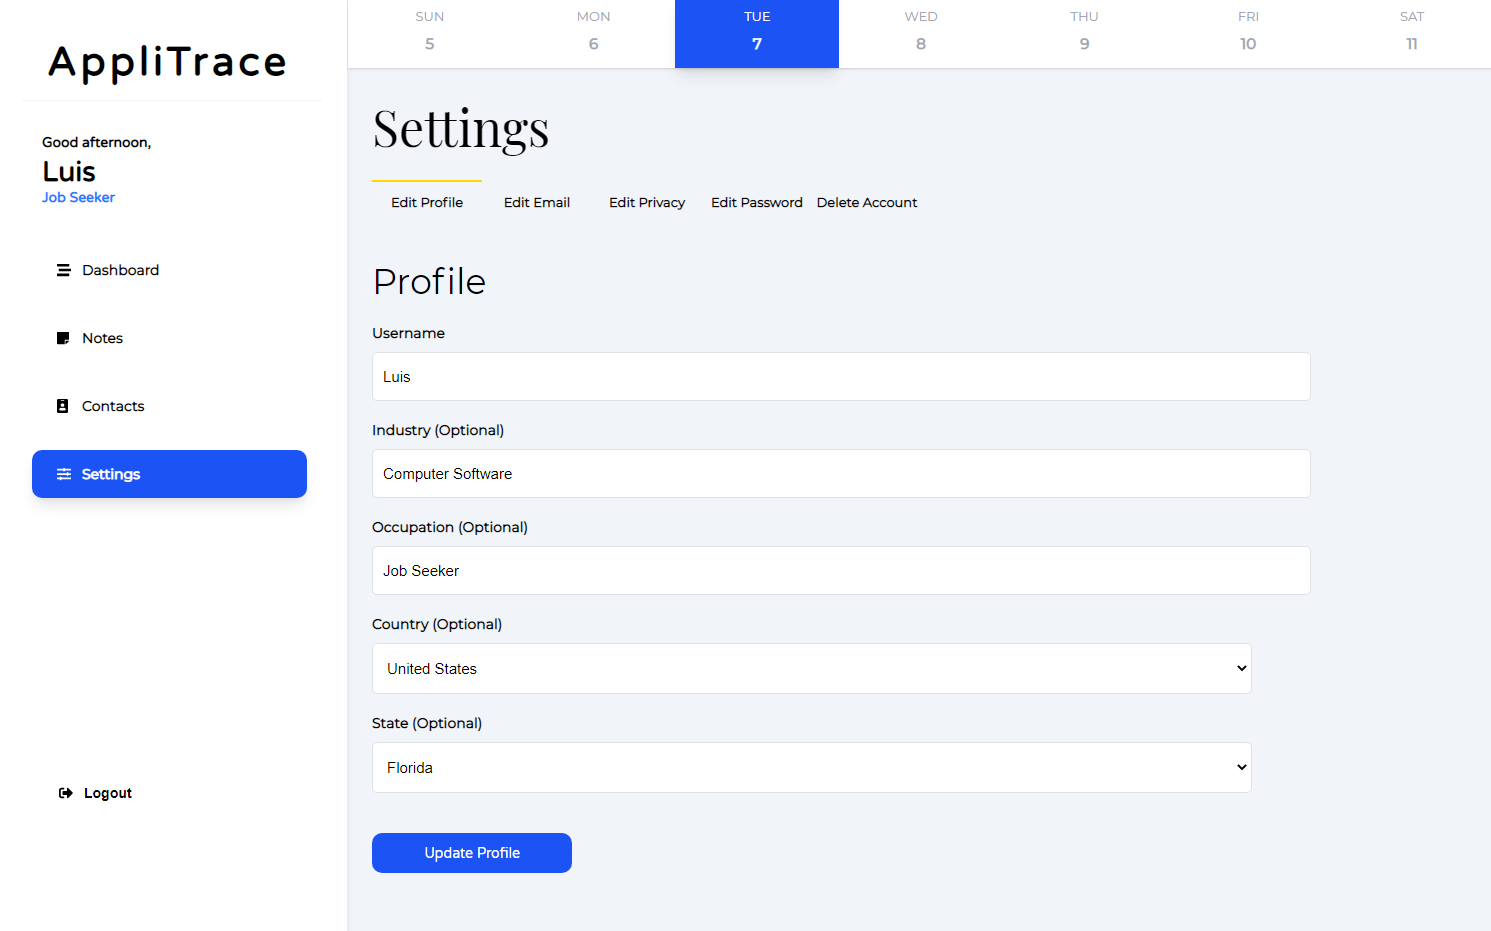 AppliTrace
Good afternoon,
Luis
Job Seeker
Dashboard
Notes
Contacts
Settings
Logout
SUN MON TUE WED THU FRI SAT
5 6 7 8 9 10 11
Settings
Edit Profile Edit Email Edit Privacy Edit Password Delete Account
Profile
Username
Luis
Industry (Optional)
Computer Software
Occupation (Optional)
Job Seeker
Country (Optional)
United States
State (Optional)
Florida
Update Profile